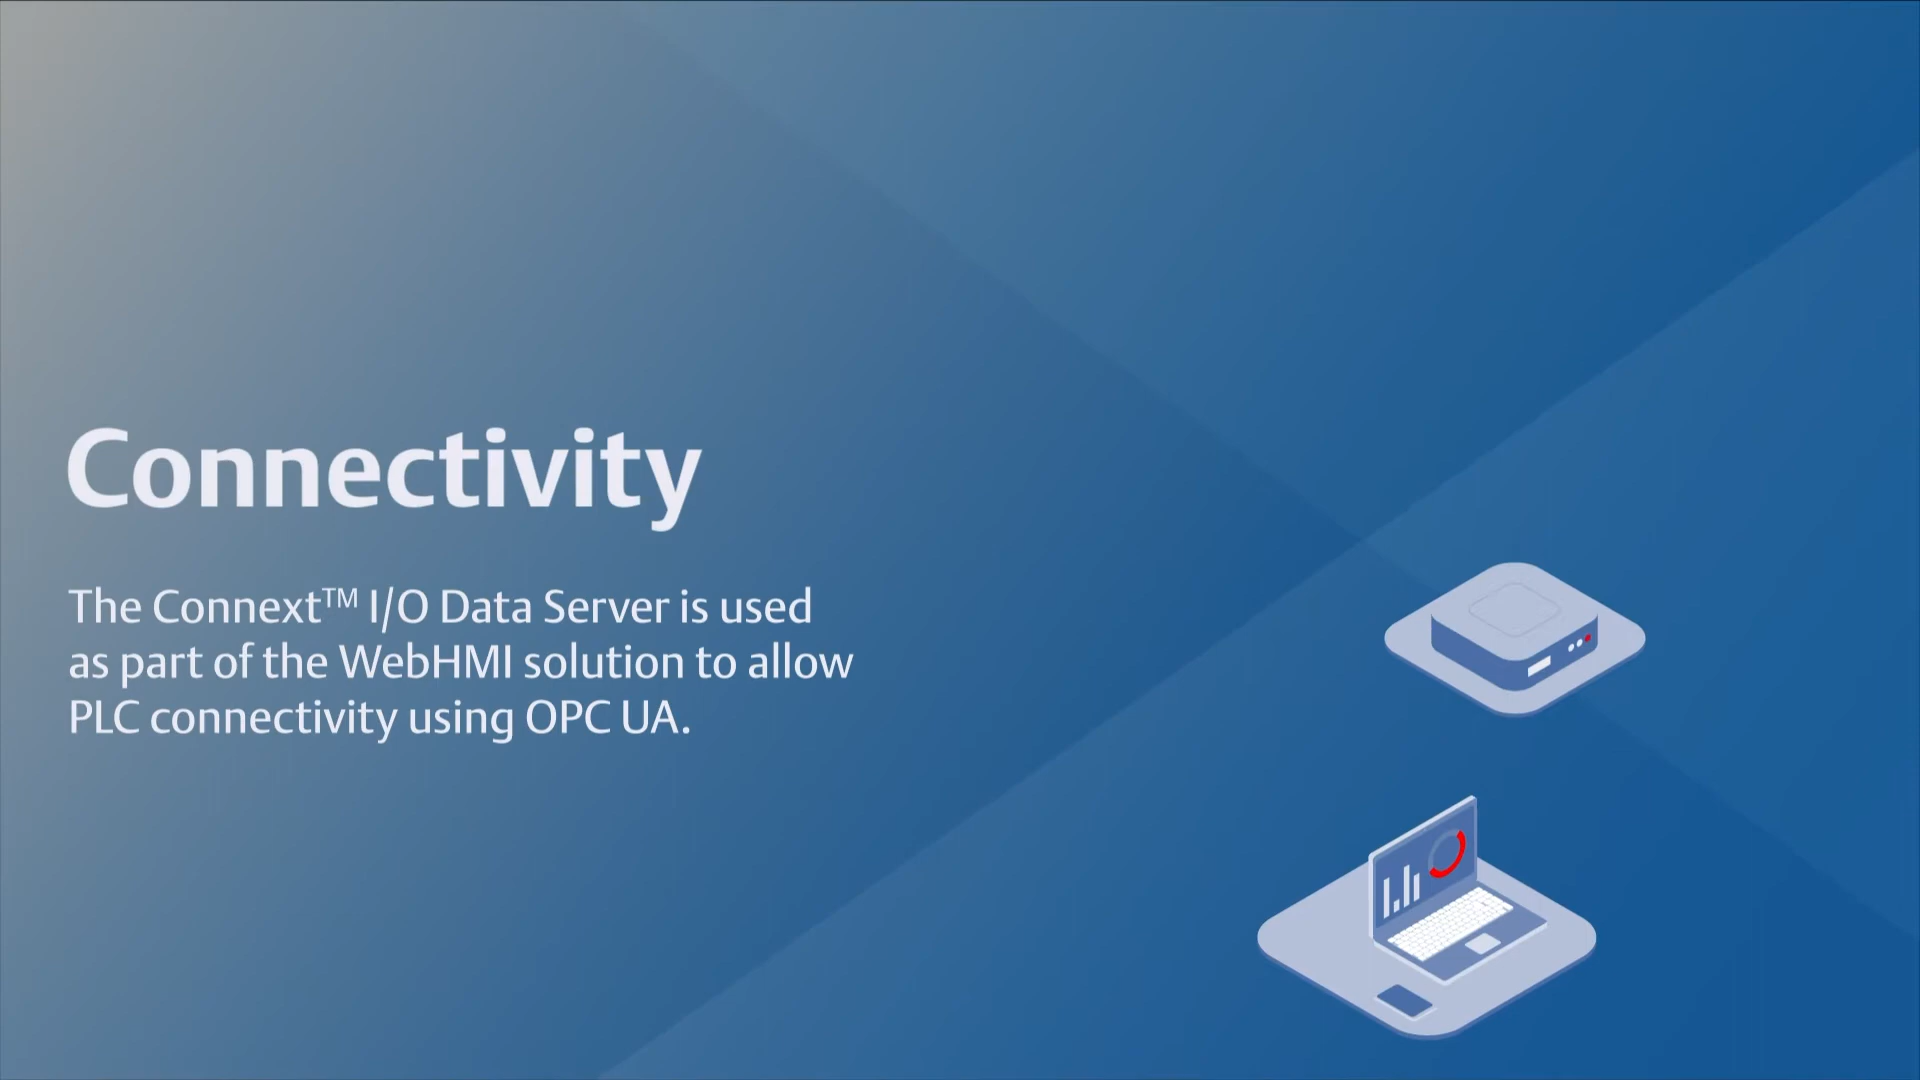 Connectivity
The Connext™ I/O Data Server is used
as part of the WebHMI solution to allow
PLC connectivity using OPC UA.